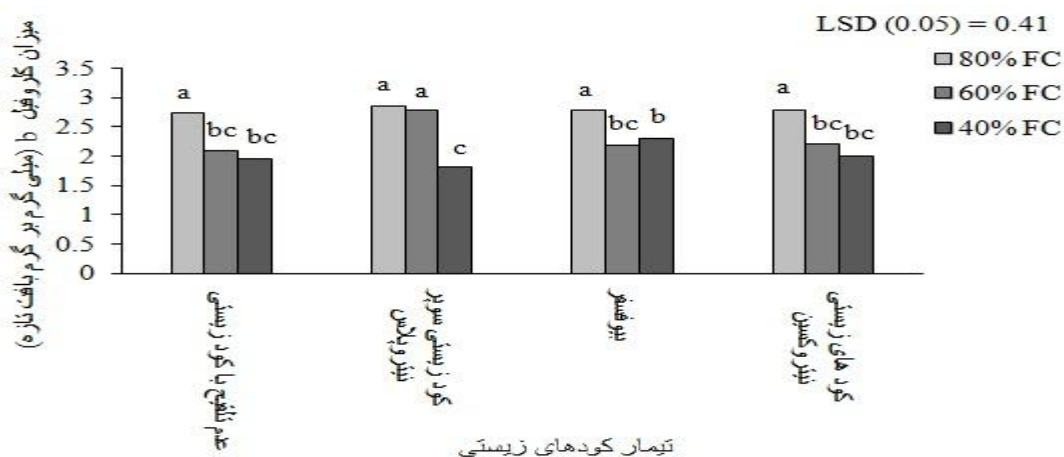 LSD (0.05) = 0.41
80% FC
60% FC
40% FC
میزان کلروفیل b (میلی گرم بر گرم بافت تازه)
3.5
3
2.5
2
1.5
1
0.5
0
a
bc
bc
a
a
c
a
bc
b
a
bc
bc
عدم تلقیح با کود زیستی
کود زیستی سوپر
نیتروپلاس
بیوفسفر
کود های زیستی
نیتروکسین
تیمار کودهای زیستی